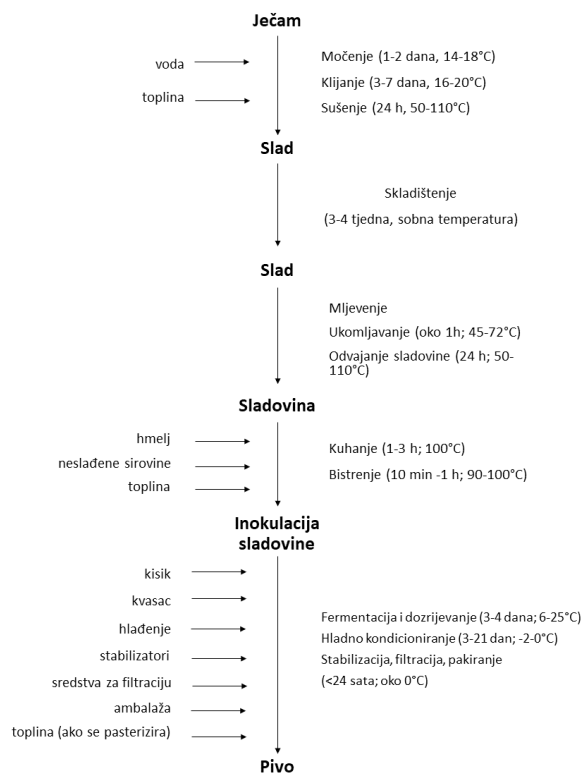 Ječam
voda
toplina
Močenje (1-2 dana, 14-18°C)
Klijanje (3-7 dana, 16-20°C)
Sušenje (24 h, 50-110°C)
Slad
Skladištenje
(3-4 tjedna, sobna temperatura)
Slad
Mljevenje
Ukomljavanje (oko 1h; 45-72°C)
Odvajanje sladovine (24 h; 50-
110°C)
Sladovina
hmelj
neslađene sirovine
toplina
Kuhanje (1-3 h; 100°C)
Bistrenje (10 min -1 h; 90-100°C)
Inokulacija
sladovine
kisik
kvasac
hlađenje
stabilizatori
sredstva za filtraciju
ambalaža
toplina (ako se pasterizira)
Fermentacija i dozrijevanje (3-4 dana; 6-25°C)
Hladno kondicioniranje (3-21 dan; -2-0°C)
Stabilizacija, filtracija, pakiranje
(<24 sata; oko 0°C)
Pivo